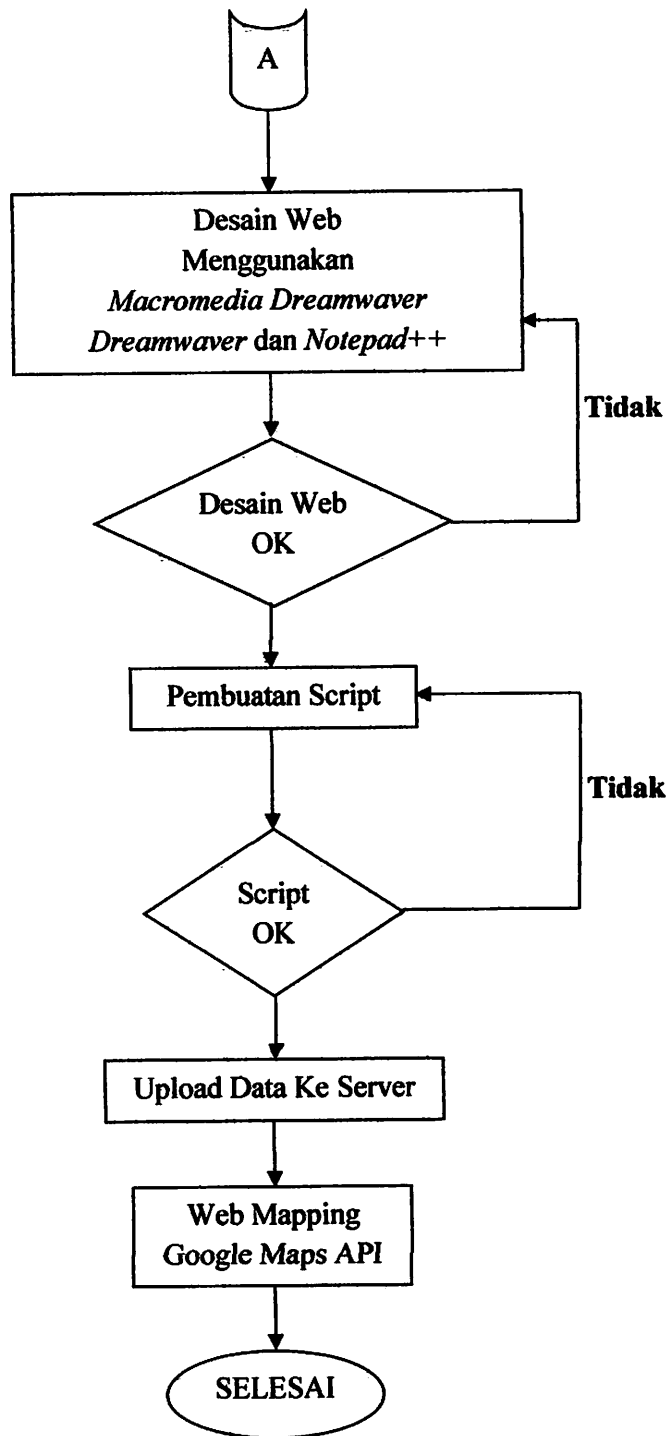 A
Desain Web
Menggunakan
Macromedia Dreamwaver
Dreamwaver dan Notepad++
Tidak
Desain Web
OK
Pembuatan Script
Tidak
Script
OK
Upload Data Ke Server
Web Mapping
Google Maps API
SELESAI